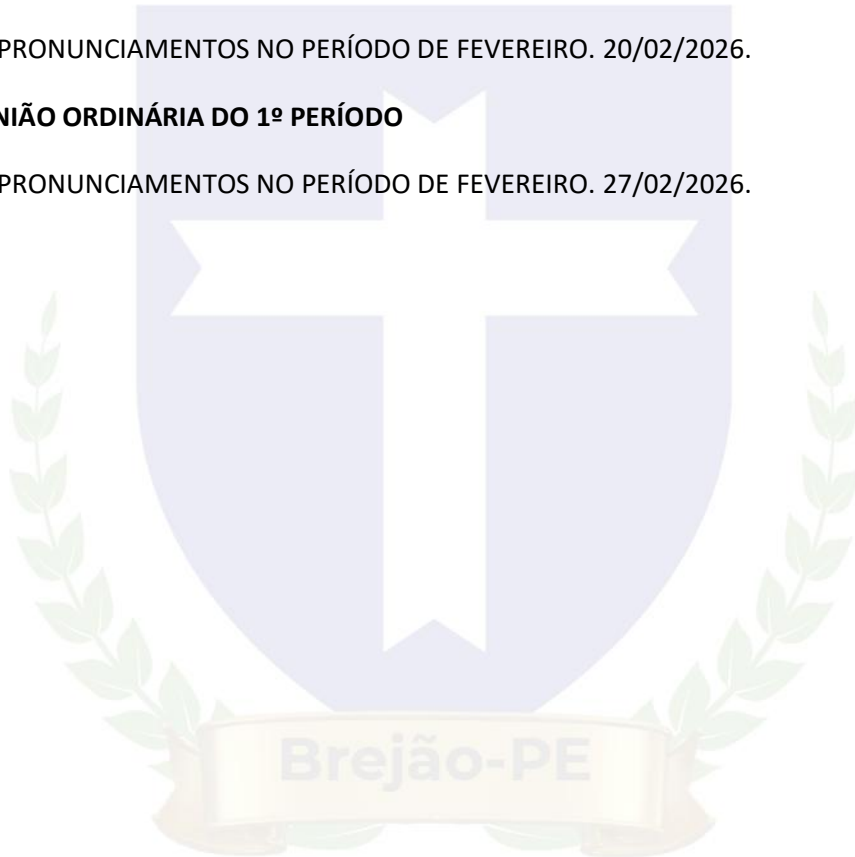 PRONUNCIAMENTOS NO PERÍODO DE FEVEREIRO. 20/02/2026.
NIÃO ORDINÁRIA DO 1º PERÍODO
PRONUNCIAMENTOS NO PERÍODO DE FEVEREIRO. 27/02/2026.
Brejão-PE